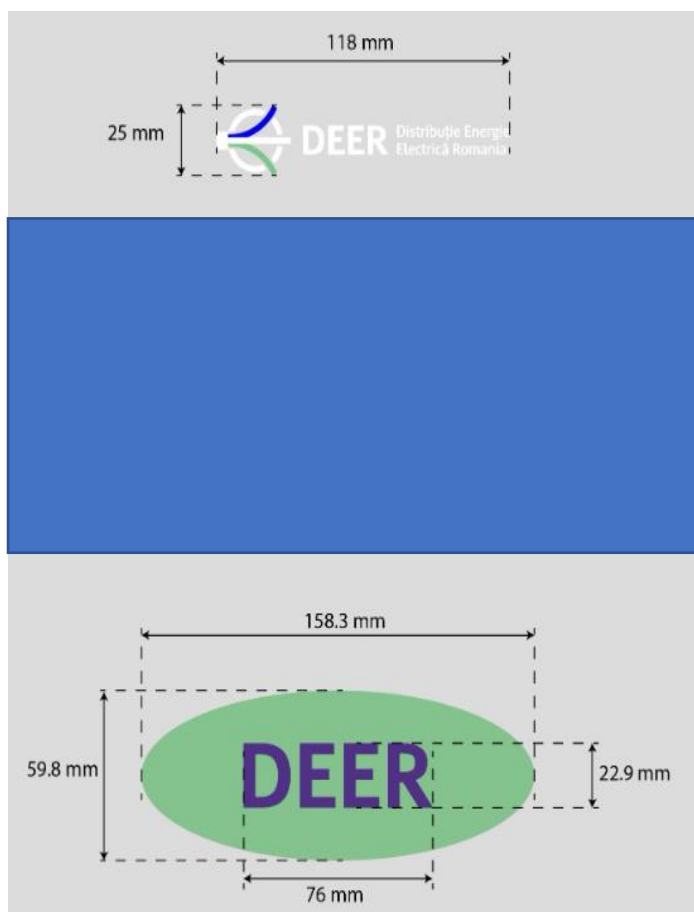 118 mm
25 mm
DEER
Distribuție Energie
Electrică Romania
158.3 mm
59.8 mm
DEER
22.9 mm
76 mm